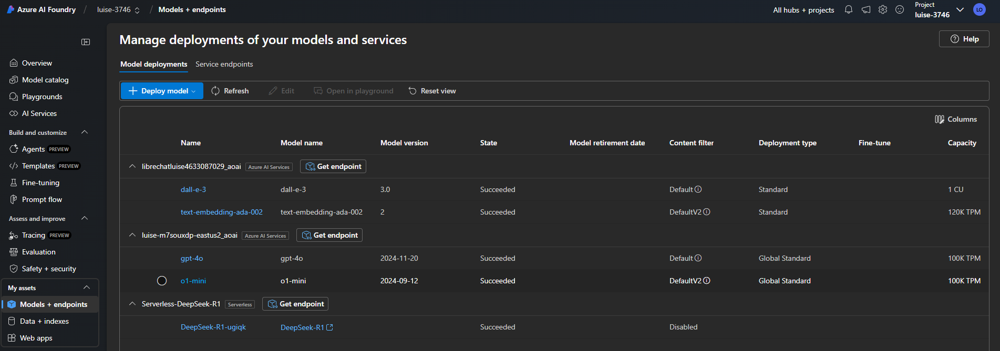 Azure AI Foundry / luise-3746 / Models + endpoints
All hubs + projects
Project
luise-3746
LO
Overview
Model catalog
Playgrounds
AI Services
Build and customize
Agents PREVIEW
Templates PREVIEW
Fine-tuning
Prompt flow
Assess and improve
Tracing PREVIEW
Evaluation
Safety + security
My assets
Models + endpoints
Data + indexes
Web apps
Manage deployments of your models and services
Help
Model deployments Service endpoints
Deploy model Refresh Edit Open in playground Reset view
Columns
Name Model name Model version State Model retirement date Content filter Deployment type Fine-tune Capacity
librechatluise4633087029_aoai Azure AI Services Get endpoint
dall-e-3 dall-e-3 3.0 Succeeded Default Standard 1 CU
text-embedding-ada-002 text-embedding-ada-002 2 Succeeded DefaultV2 Standard 120K TPM
luise-m7souxdp-eastus2_aoai Azure AI Services Get endpoint
gpt-4o gpt-4o 2024-11-20 Succeeded Default Global Standard 100K TPM
o1-mini o1-mini 2024-09-12 Succeeded DefaultV2 Global Standard 100K TPM
Serverless-DeepSeek-R1 Serverless Get endpoint
DeepSeek-R1-ugiqk DeepSeek-R1 Succeeded Disabled